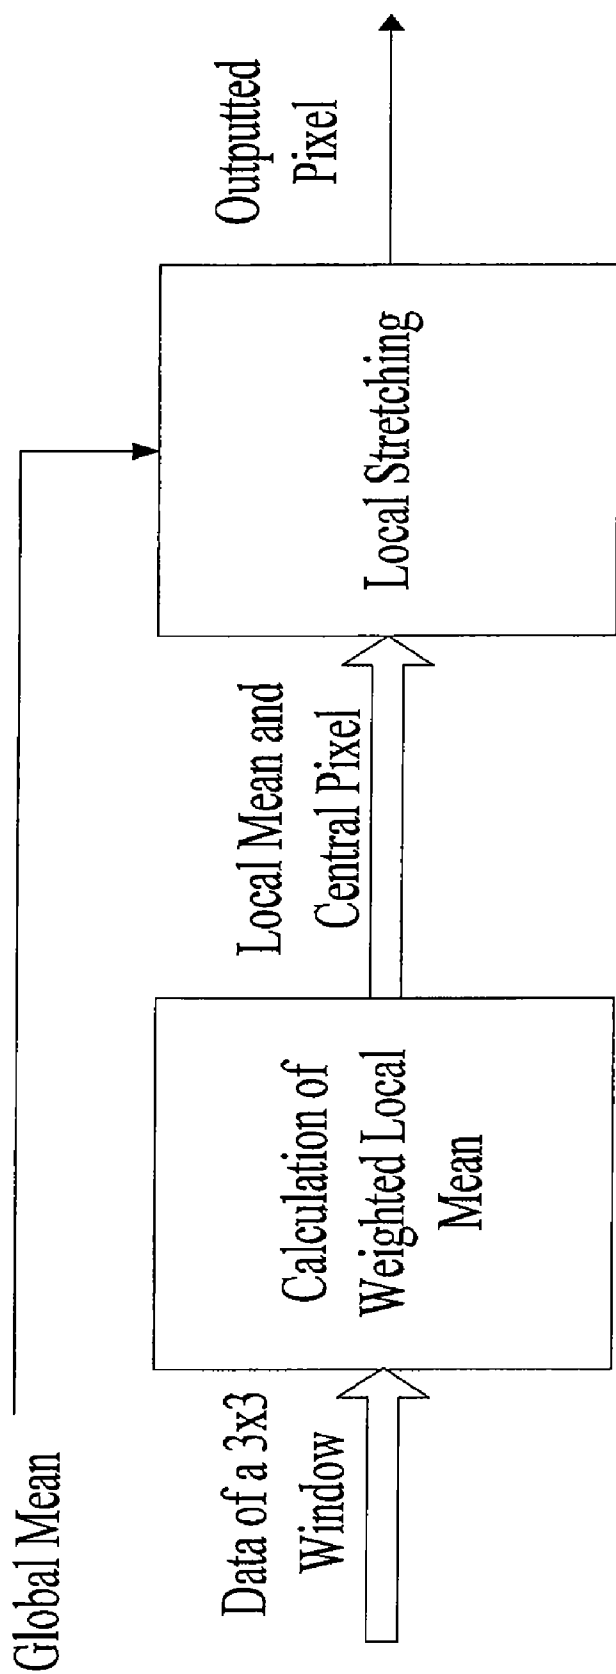 Global Mean
Data of a 3x3
Window
Calculation of
Weighted Local
Mean
Local Mean and
Central Pixel
Local Stretching
Outputted
Pixel